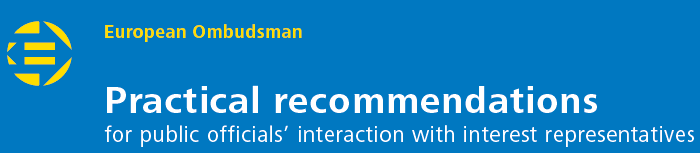 European Ombudsman
Practical recommendations
for public officials’ interaction with interest representatives